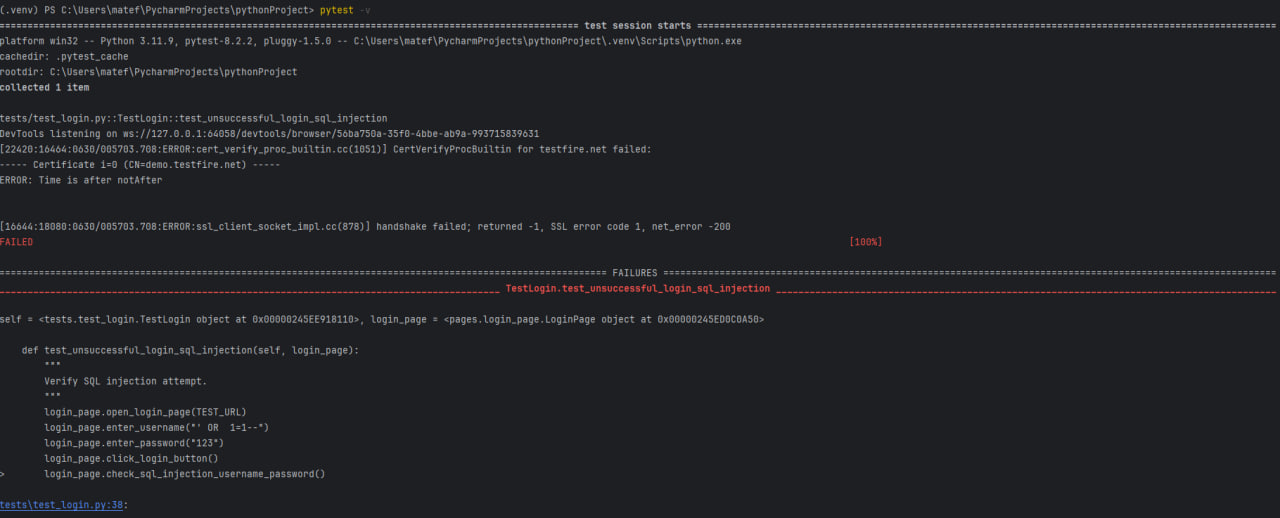 (.venv) PS C:\Users\matef\PycharmProjects\pythonProject> pytest -v
================ test session starts ================
platform win32 -- Python 3.11.9, pytest-8.2.2, pluggy-1.5.0 -- C:\Users\matef\PycharmProjects\pythonProject\.venv\Scripts\python.exe
cachedir: .pytest_cache
rootdir: C:\Users\matef\PycharmProjects\pythonProject
collected 1 item
tests/test_login.py::TestLogin::test_unsuccessful_login_sql_injection
DevTools listening on ws://127.0.0.1:64058/devtools/browser/56ba750a-35f0-4bbe-ab9a-993715839631
[22420:16464:0630/005703.708:ERROR:cert_verify_proc_builtin.cc(1051)] CertVerifyProcBuiltin for testfire.net failed:
----- Certificate i=0 (CN=demo.testfire.net) -----
ERROR: Time is after notAfter
[16644:18080:0630/005703.708:ERROR:ssl_client_socket_impl.cc(878)] handshake failed; returned -1, SSL error code 1, net_error -200
FAILED [100%]
================ FAILURES ================
________________ TestLogin.test_unsuccessful_login_sql_injection ________________
self = <tests.test_login.TestLogin object at 0x00000245EE918110>, login_page = <pages.login_page.LoginPage object at 0x00000245ED0C0A50>
def test_unsuccessful_login_sql_injection(self, login_page):
"""
Verify SQL injection attempt.
"""
login_page.open_login_page(TEST_URL)
login_page.enter_username("' OR  1=1--")
login_page.enter_password("123")
login_page.click_login_button()
> login_page.check_sql_injection_username_password()
tests\test_login.py:38: